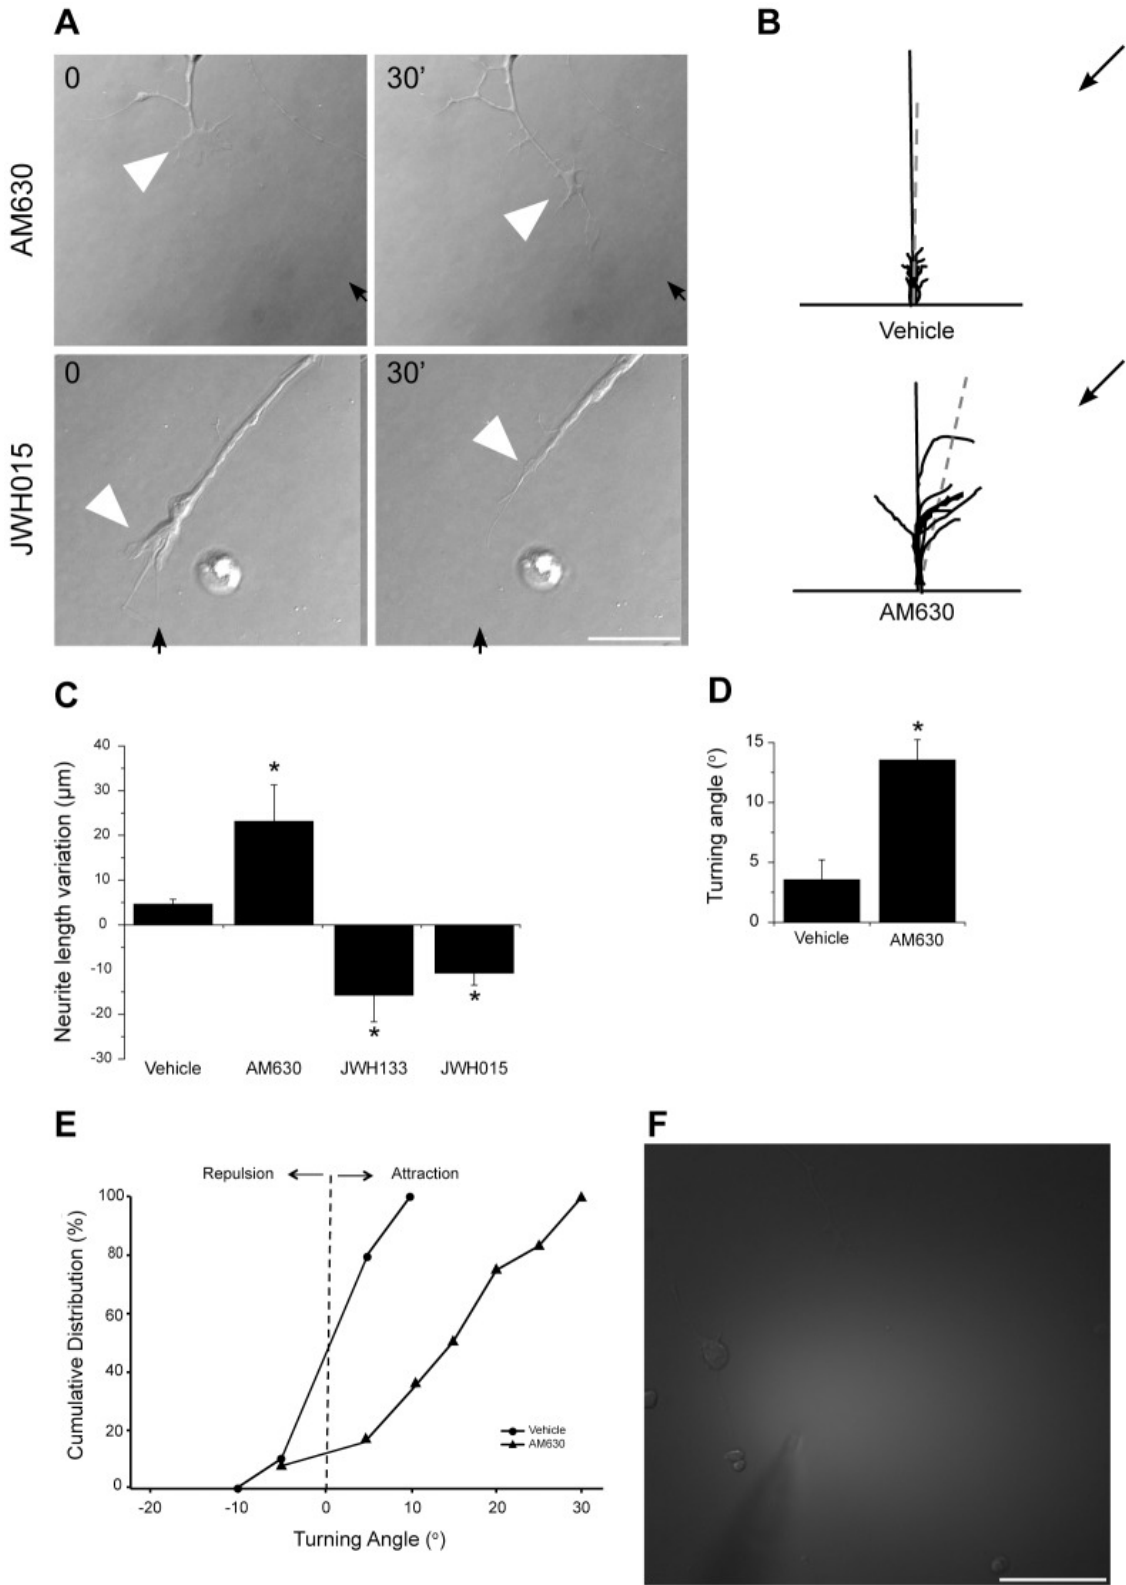 A
B
0
30'
AM630
0
30'
JWH015
Vehicle
AM630
C
D
40
30
20
10
0
-10
-20
-30
Neurite length variation (µm)
*
*
*
Vehicle
AM630
JWH133
JWH015
15
10
5
0
Turning angle (°)
*
Vehicle
AM630
E
F
Repulsion
Attraction
100
80
60
40
20
0
Cumulative Distribution (%)
Vehicle
AM630
-20
-10
0
10
20
30
Turning Angle (°)